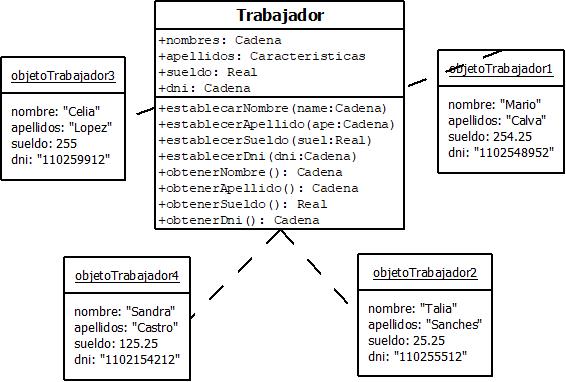 Trabajador
+nombres: Cadena
+apellidos: Caracteristicas
+sueldo: Real
+dni: Cadena
+establecarNombre(name:Cadena)
+establecerApellido(ape:Cadena)
+establecerSueldo(suel:Real)
+establecerDni(dni:Cadena)
+obtenerNombre(): Cadena
+obtenerApellido(): Cadena
+obtenerSueldo(): Real
+obtenerDni(): Cadena
objetoTrabajador3
nombre: "Celia"
apellidos: "Lopez"
sueldo: 255
dni: "110259912"
objetoTrabajador1
nombre: "Mario"
apellidos: "Calva"
sueldo: 254.25
dni: "1102548952"
objetoTrabajador4
nombre: "Sandra"
apellidos: "Castro"
sueldo: 125.25
dni: "1102154212"
objetoTrabajador2
nombre: "Talia"
apellidos: "Sanches"
sueldo: 25.25
dni: "110255512"